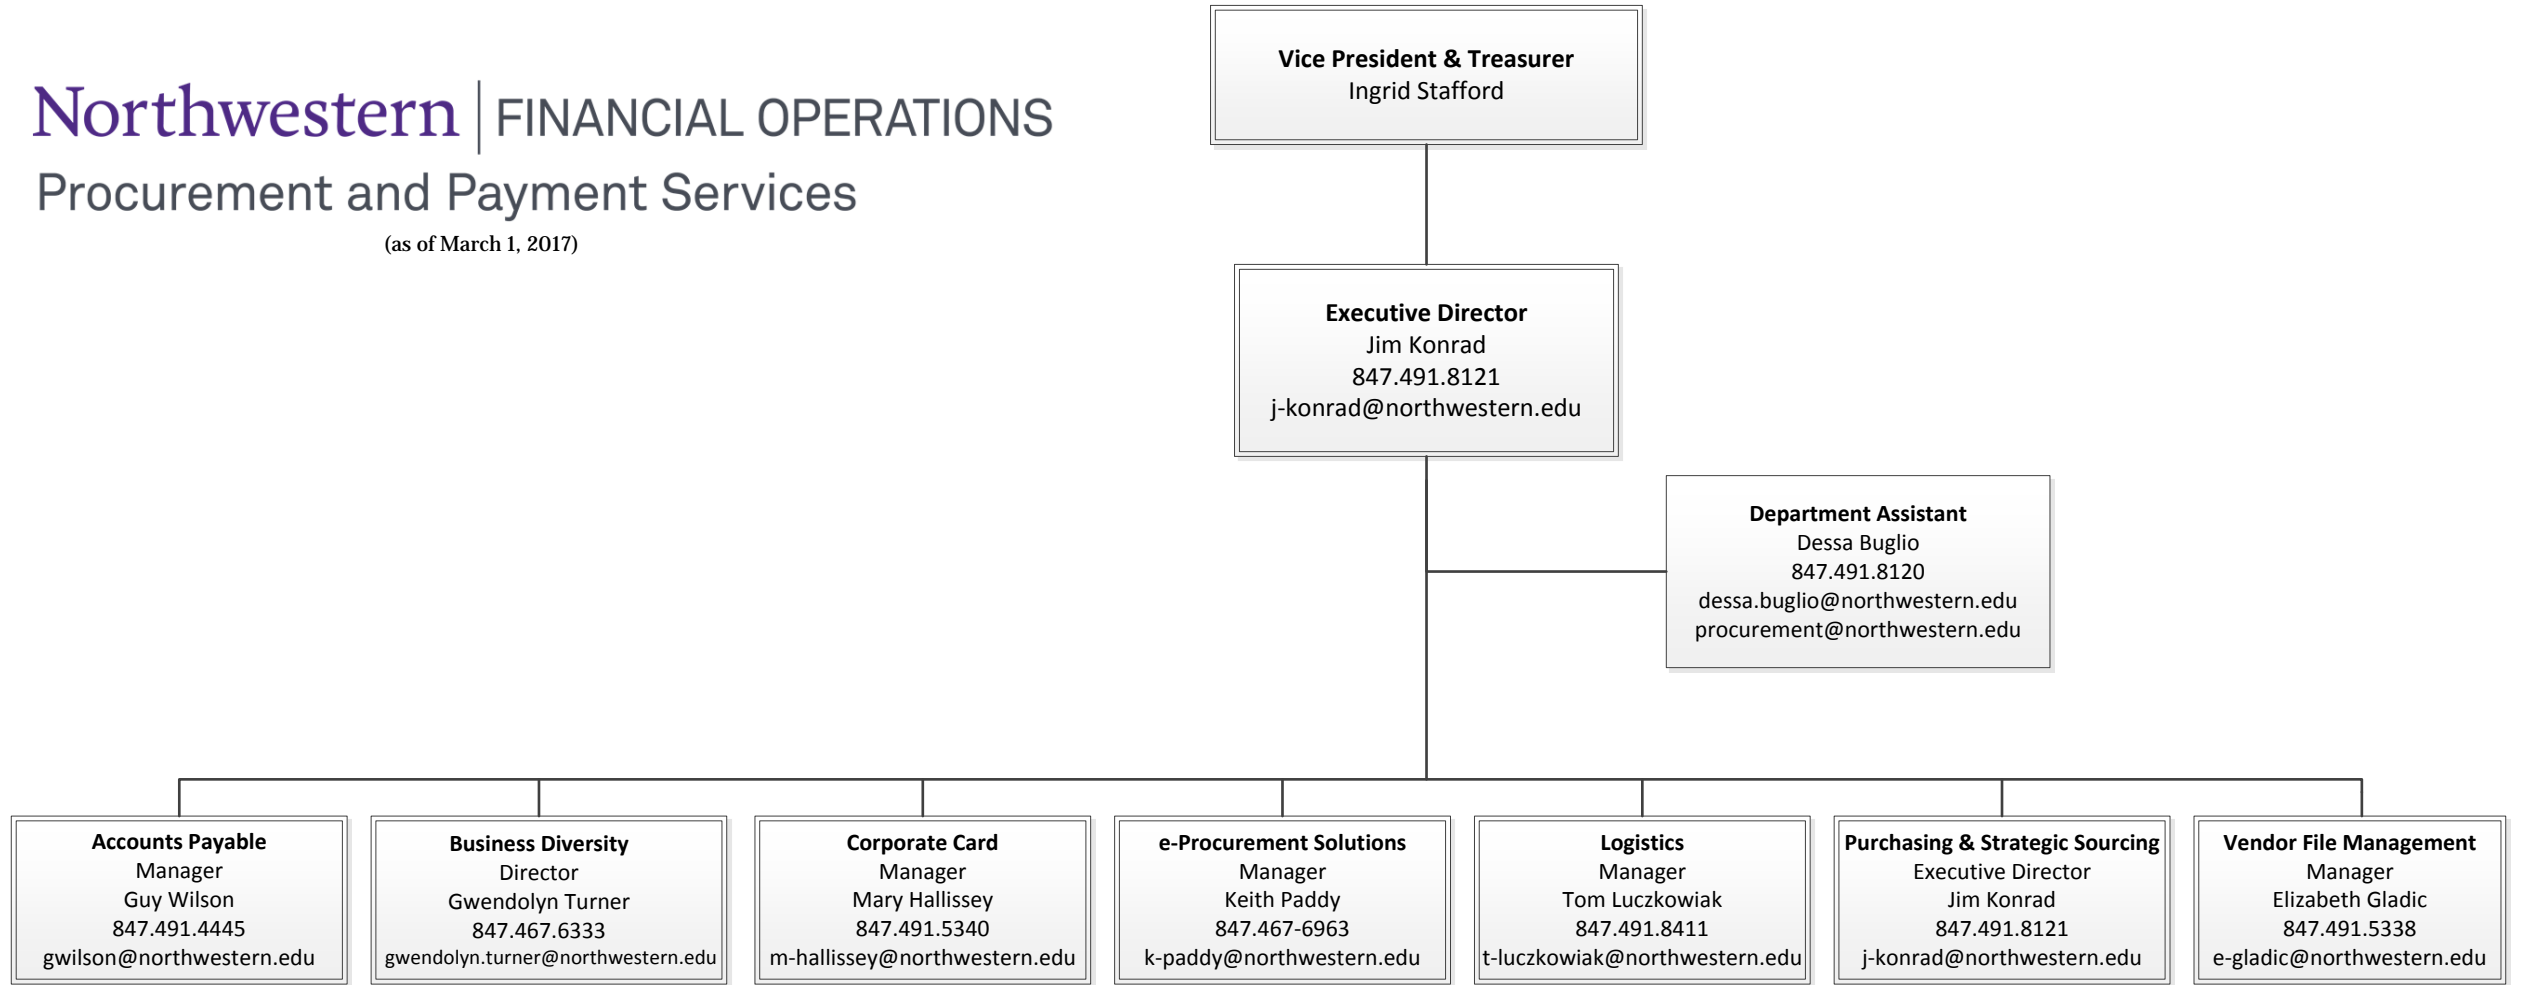 Northwestern | FINANCIAL OPERATIONS
Procurement and Payment Services
(as of March 1, 2017)
Vice President & Treasurer
Ingrid Stafford
Executive Director
Jim Konrad
847.491.8121
j-konrad@northwestern.edu
Department Assistant
Dessa Buglio
847.491.8120
dessa.buglio@northwestern.edu
procurement@northwestern.edu
Accounts Payable
Manager
Guy Wilson
847.491.4445
gwilson@northwestern.edu
Business Diversity
Director
Gwendolyn Turner
847.467.6333
gwendolyn.turner@northwestern.edu
Corporate Card
Manager
Mary Hallissey
847.491.5340
m-hallissey@northwestern.edu
e-Procurement Solutions
Manager
Keith Paddy
847.467-6963
k-paddy@northwestern.edu
Logistics
Manager
Tom Luczkowiak
847.491.8411
t-luczkowiak@northwestern.edu
Purchasing & Strategic Sourcing
Executive Director
Jim Konrad
847.491.8121
j-konrad@northwestern.edu
Vendor File Management
Manager
Elizabeth Gladic
847.491.5338
e-gladic@northwestern.edu